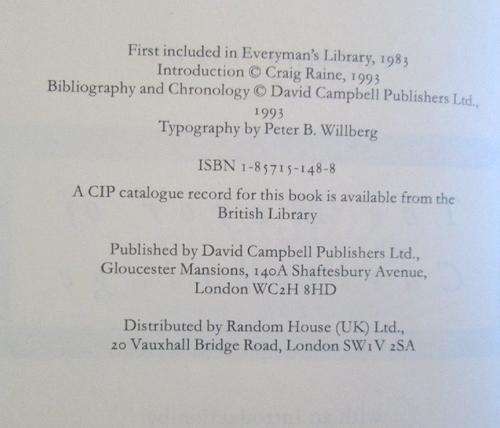 First included in Everyman's Library, 1983
Introduction © Craig Raine, 1993
Bibliography and Chronology © David Campbell Publishers Ltd.,
1993
Typography by Peter B. Willberg
ISBN 1-85715-148-8
A CIP catalogue record for this book is available from the
British Library
Published by David Campbell Publishers Ltd.,
Gloucester Mansions, 140A Shaftesbury Avenue,
London WC2H 8HD
Distributed by Random House (UK) Ltd.,
20 Vauxhall Bridge Road, London SW1V 2SA